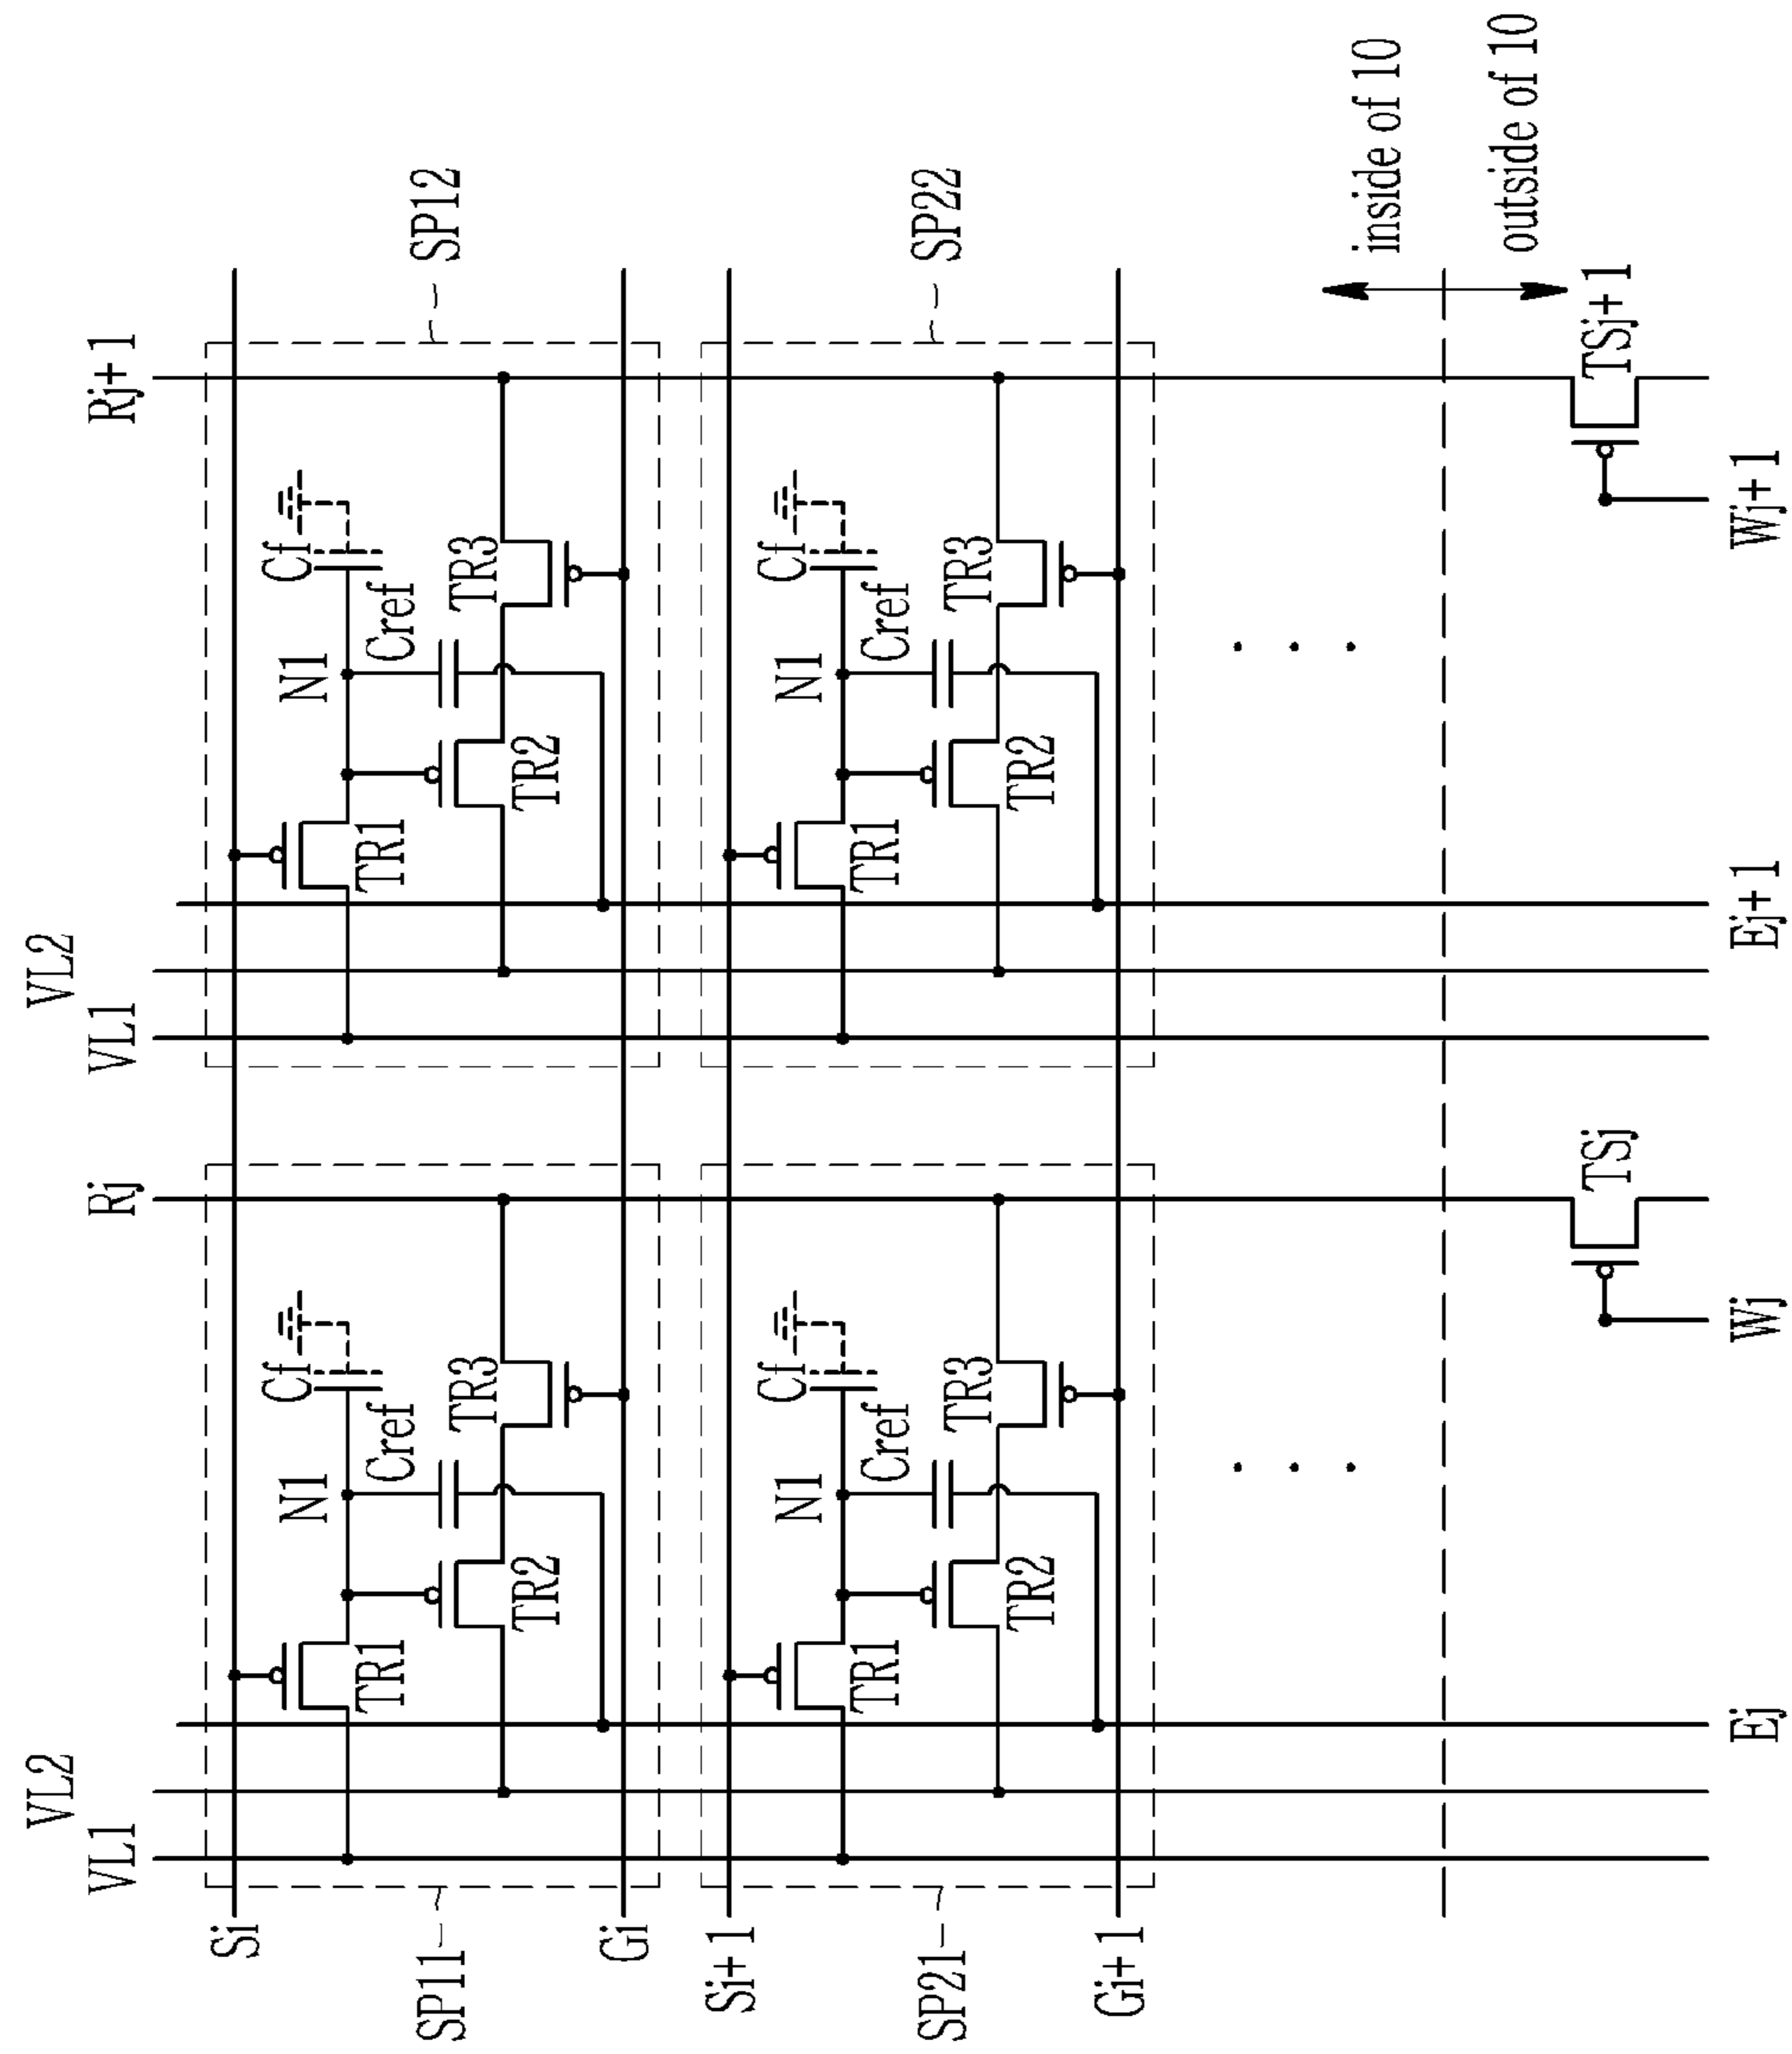 VL2
VL1
Rj
VL2
VL1
Rj+1
Si
TR1
N1
Cf
Cref
TR2
TR3
TR1
N1
Cf
Cref
TR2
TR3
SP11
SP12
Gi
Si+1
TR1
N1
Cf
Cref
TR2
TR3
TR1
N1
Cf
Cref
TR2
TR3
SP21
SP22
Gi+1
inside of 10
outside of 10
TSj
TSj+1
Ej
Wj
Ej+1
Wj+1